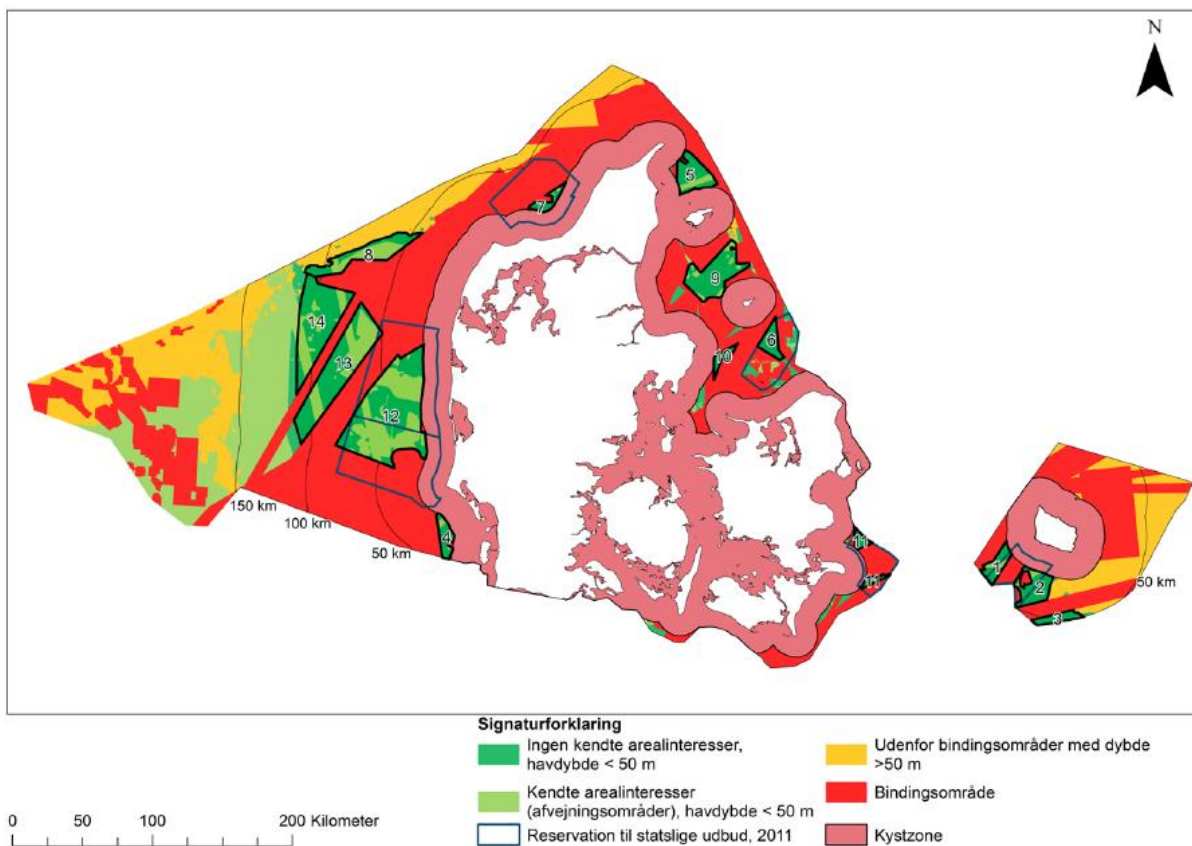 N
5
7
8
9
14
6
10
13
12
150 km
100 km
50 km
4
11
11
1
2
3
50 km
Signaturforklaring
Ingen kendte arealinteresser,
havdybde < 50 m
Kendte arealinteresser
(afvejningsområder), havdybde < 50 m
Reservation til statslige udbud, 2011
Udenfor bindingsområder med dybde
>50 m
Bindingsområde
Kystzone
0 50 100 200 Kilometer